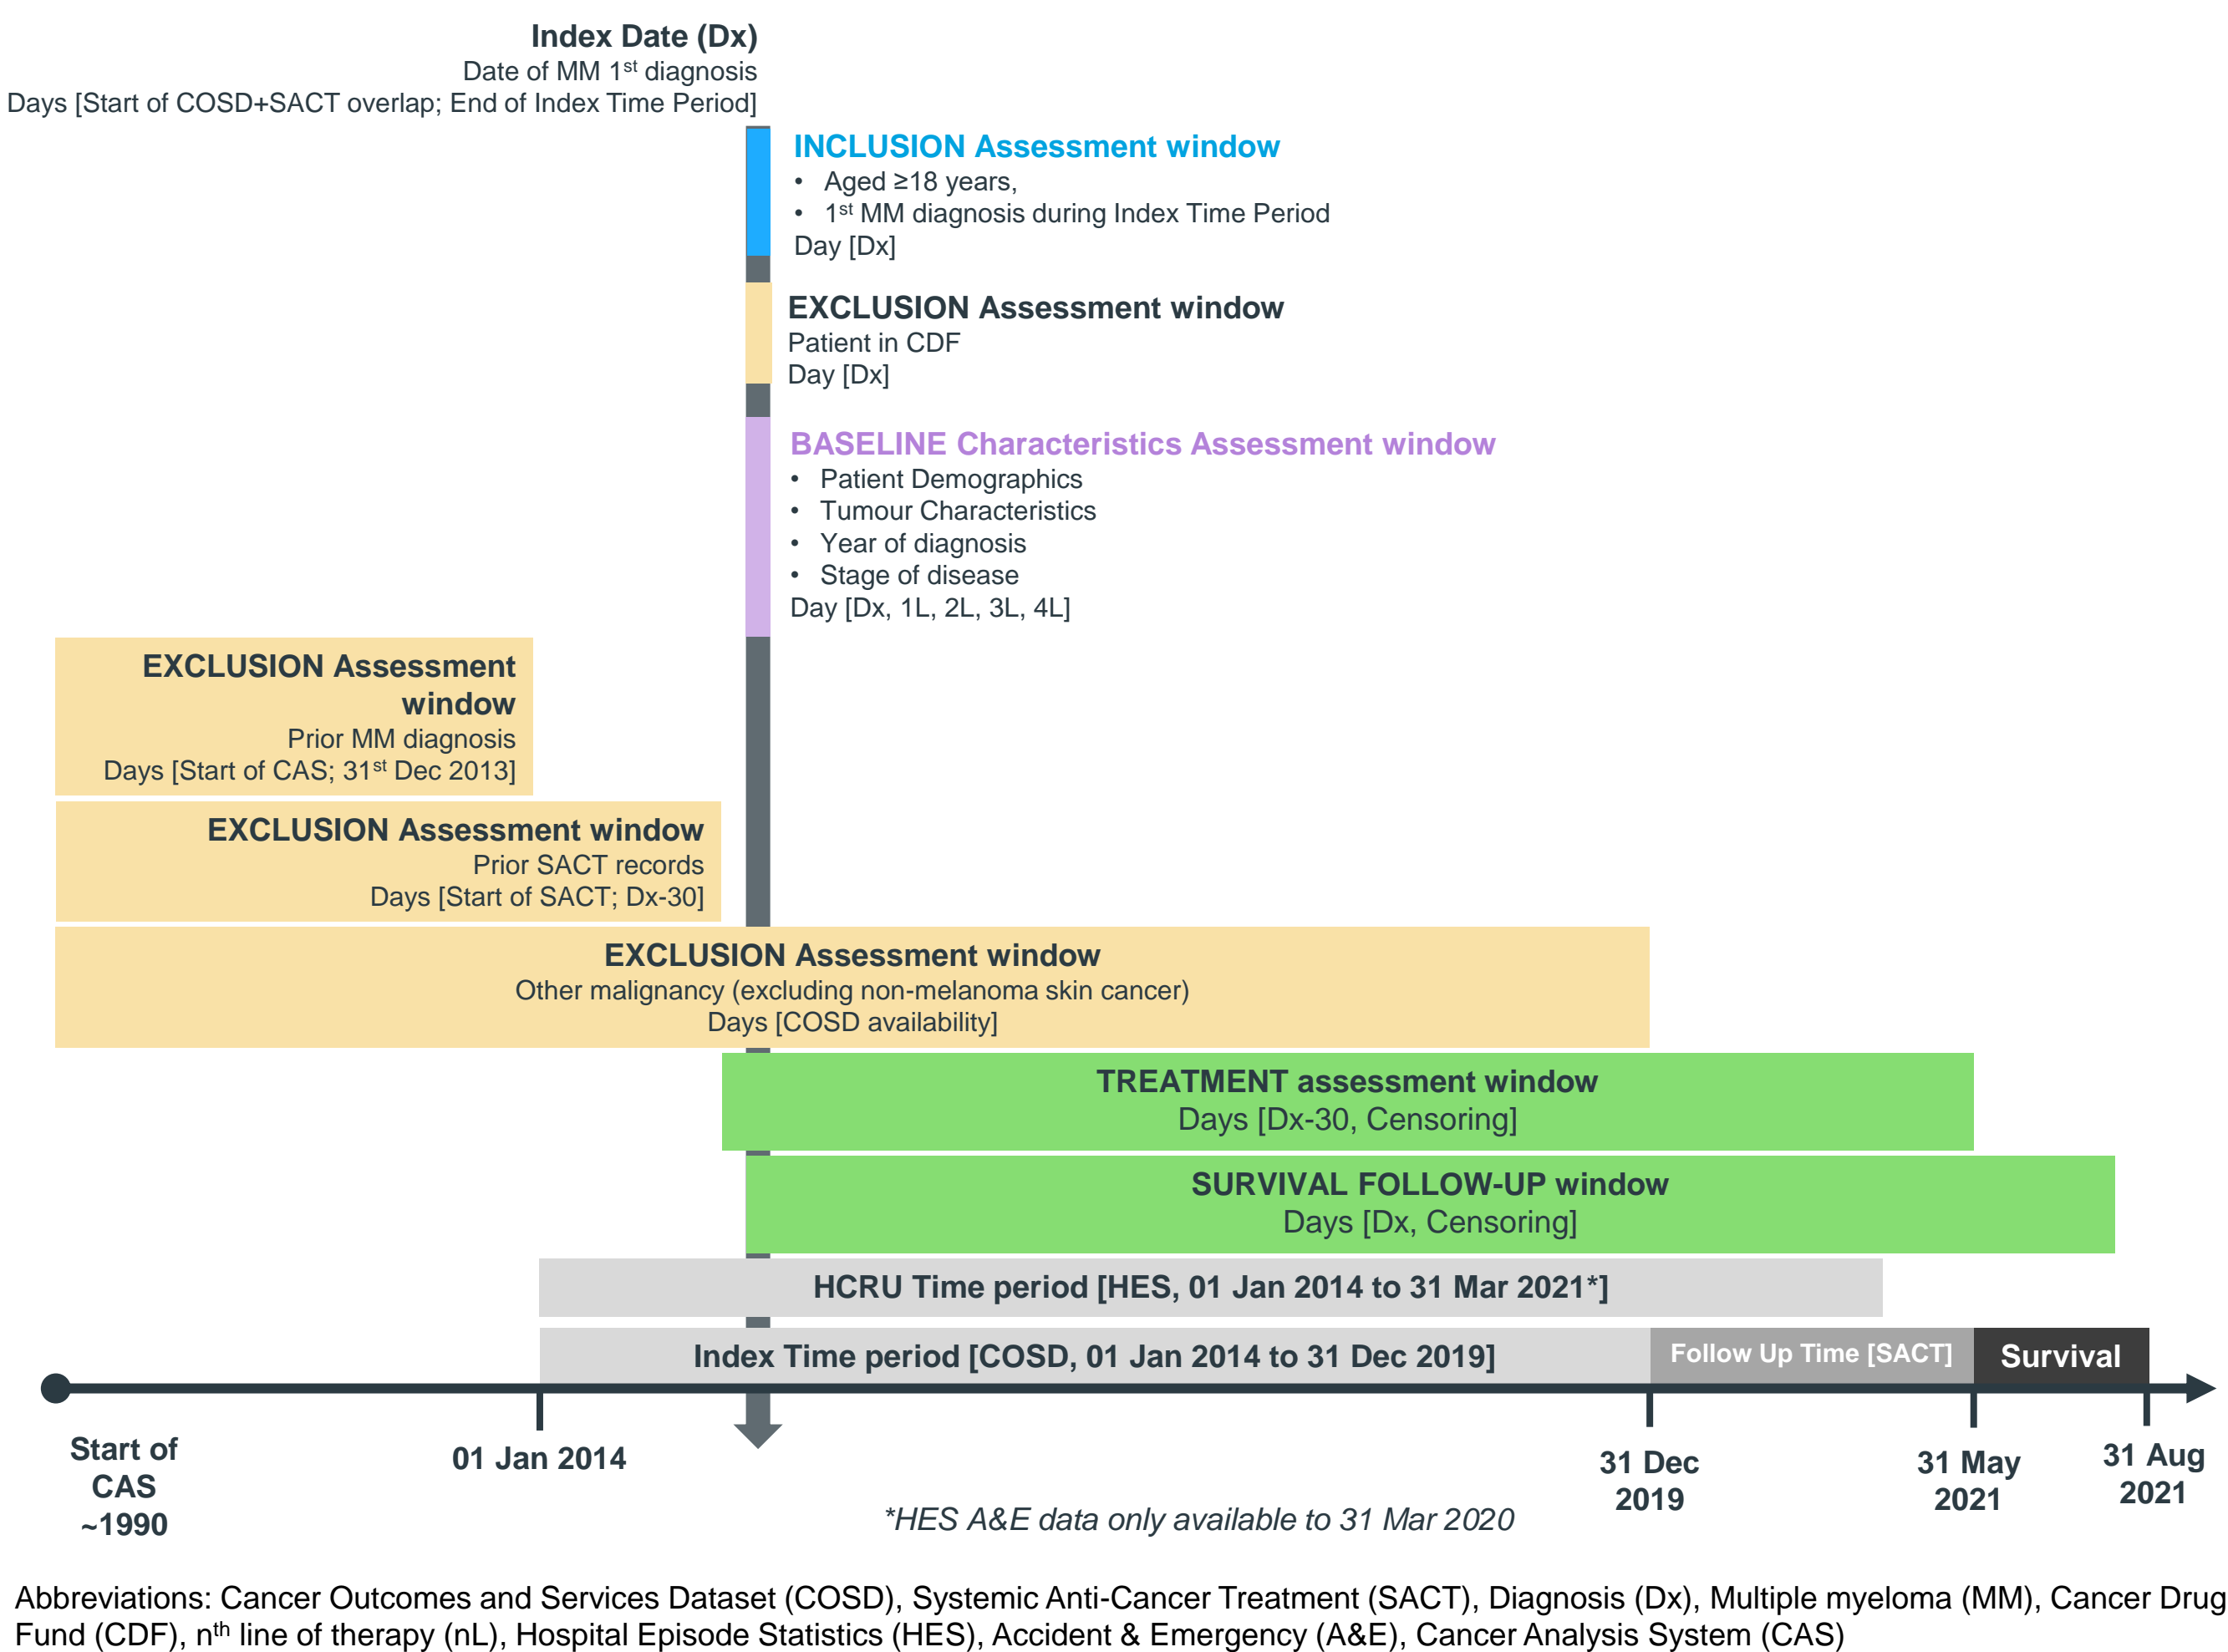 Index Date (Dx)
Date of MM 1st diagnosis
Days [Start of COSD+SACT overlap; End of Index Time Period]
INCLUSION Assessment window
• Aged ≥18 years,
• 1st MM diagnosis during Index Time Period
Day [Dx]
EXCLUSION Assessment window
Patient in CDF
Day [Dx]
BASELINE Characteristics Assessment window
• Patient Demographics
• Tumour Characteristics
• Year of diagnosis
• Stage of disease
Day [Dx, 1L, 2L, 3L, 4L]
EXCLUSION Assessment
window
Prior MM diagnosis
Days [Start of CAS; 31st Dec 2013]
EXCLUSION Assessment window
Prior SACT records
Days [Start of SACT; Dx-30]
EXCLUSION Assessment window
Other malignancy (excluding non-melanoma skin cancer)
Days [COSD availability]
TREATMENT assessment window
Days [Dx-30, Censoring]
SURVIVAL FOLLOW-UP window
Days [Dx, Censoring]
HCRU Time period [HES, 01 Jan 2014 to 31 Mar 2021*]
Index Time period [COSD, 01 Jan 2014 to 31 Dec 2019]
Follow Up Time [SACT]
Survival
Start of
CAS
~1990
01 Jan 2014
31 Dec
2019
31 May
2021
31 Aug
2021
*HES A&E data only available to 31 Mar 2020
Abbreviations: Cancer Outcomes and Services Dataset (COSD), Systemic Anti-Cancer Treatment (SACT), Diagnosis (Dx), Multiple myeloma (MM), Cancer Drug
Fund (CDF), nth line of therapy (nL), Hospital Episode Statistics (HES), Accident & Emergency (A&E), Cancer Analysis System (CAS)